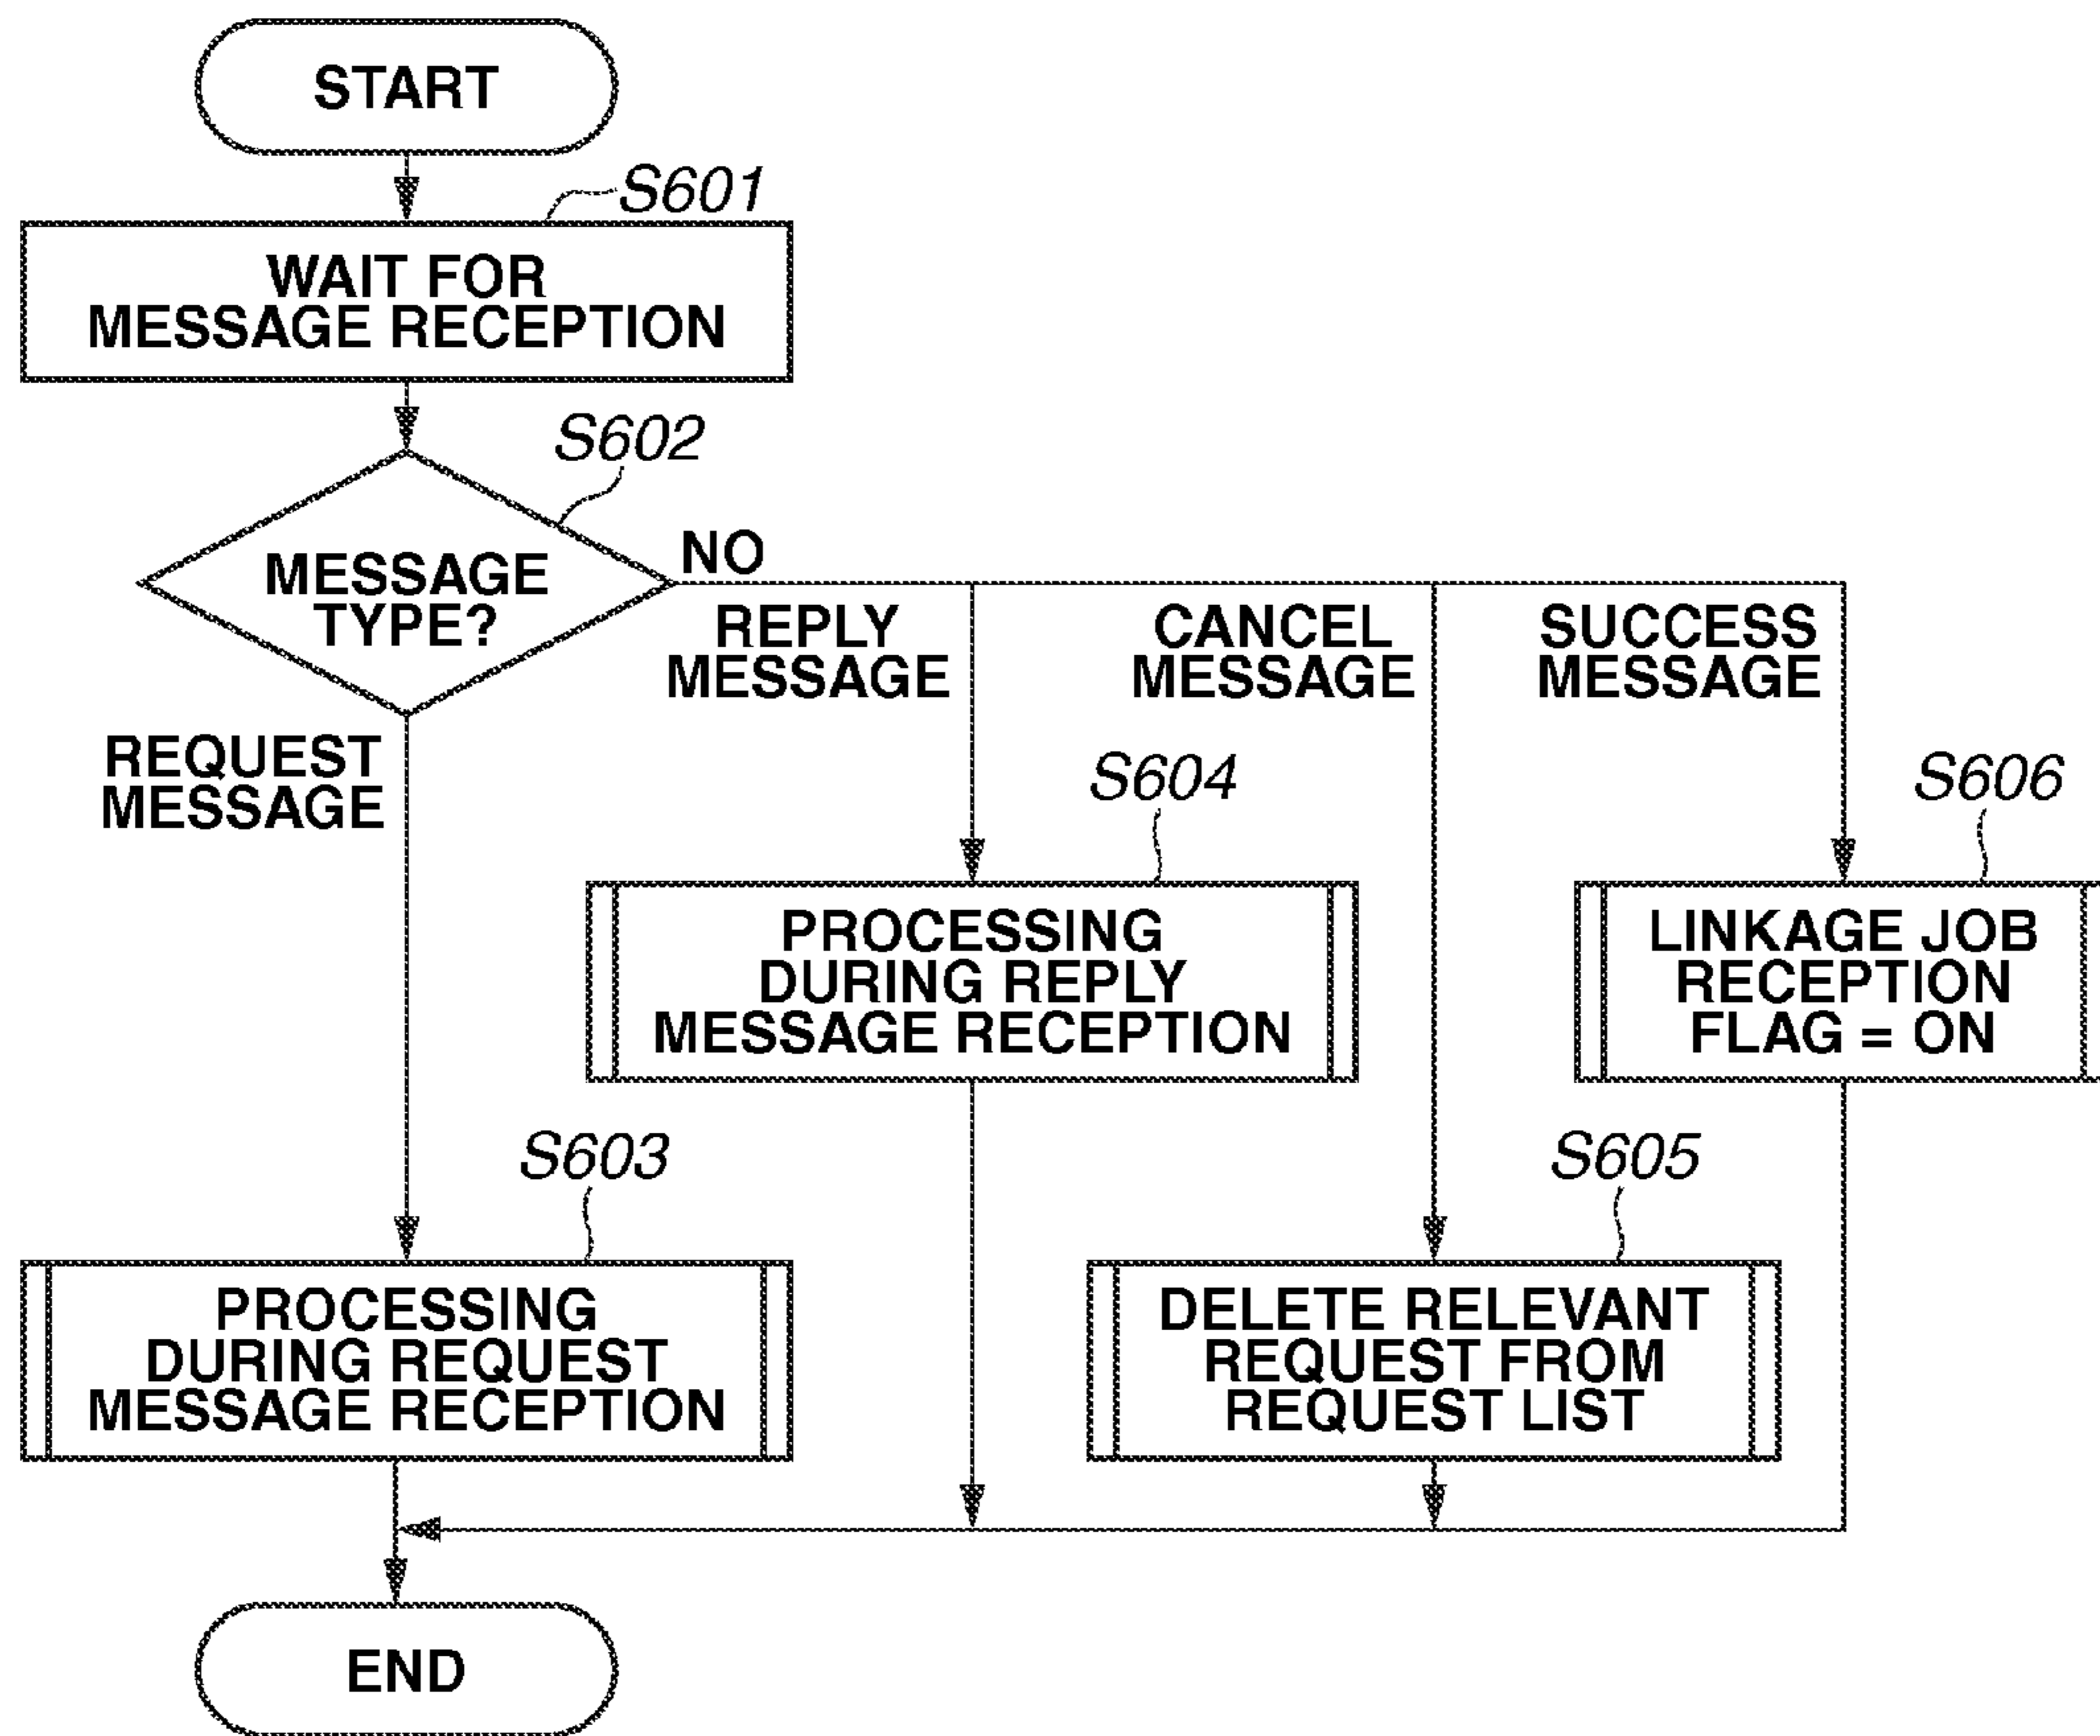 START
S601
WAIT FOR
MESSAGE RECEPTION
S602
MESSAGE
TYPE?
NO
REPLY
MESSAGE
CANCEL
MESSAGE
SUCCESS
MESSAGE
REQUEST
MESSAGE
S604
S606
PROCESSING
DURING REPLY
MESSAGE RECEPTION
LINKAGE JOB
RECEPTION
FLAG = ON
S603
S605
PROCESSING
DURING REQUEST
MESSAGE RECEPTION
DELETE RELEVANT
REQUEST FROM
REQUEST LIST
END